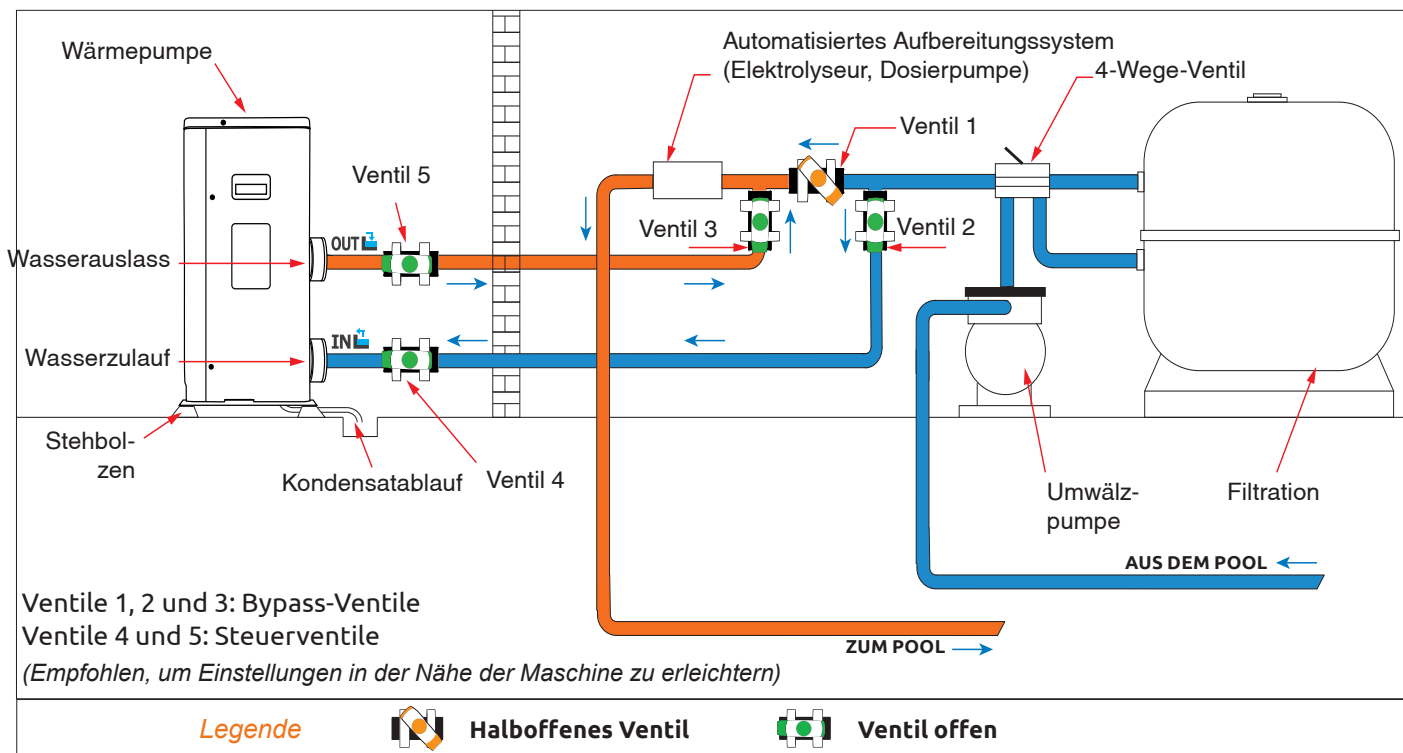 Wärmepumpe
Automatisiertes Aufbereitungssystem
(Elektrolyseur, Dosierpumpe)
4-Wege-Ventil
Ventil 1
Ventil 5
Ventil 3
Ventil 2
OUT
Wasserauslass
IN
Wasserzulauf
Stehbol-
zen
Kondensatablauf
Ventil 4
Umwälz-
pumpe
Filtration
AUS DEM POOL
Ventile 1, 2 und 3: Bypass-Ventile
Ventile 4 und 5: Steuerventile
ZUM POOL
(Empfohlen, um Einstellungen in der Nähe der Maschine zu erleichtern)
Legende
Halboffenes Ventil
Ventil offen